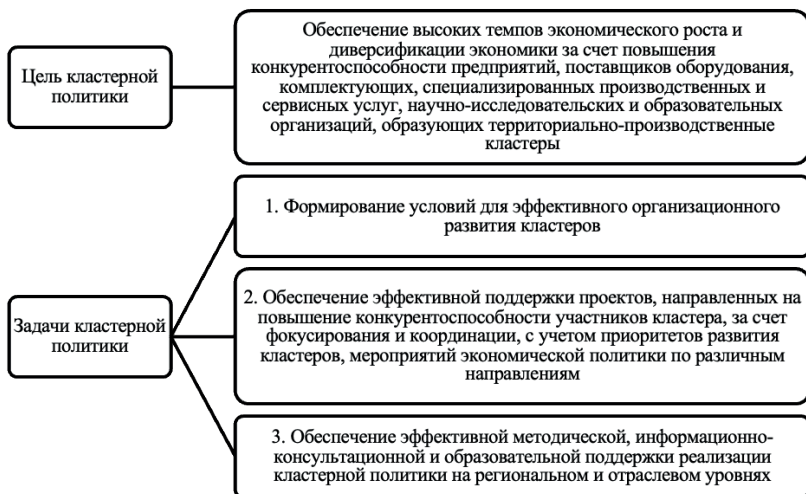 Цель кластерной
политики
Обеспечение высоких темпов экономического роста и
диверсификации экономики за счет повышения
конкурентоспособности предприятий, поставщиков оборудования,
комплектующих, специализированных производственных и
сервисных услуг, научно-исследовательских и образовательных
организаций, образующих территориально-производственные
кластеры
Задачи кластерной
политики
1. Формирование условий для эффективного организационного
развития кластеров
2. Обеспечение эффективной поддержки проектов, направленных на
повышение конкурентоспособности участников кластера, за счет
фокусирования и координации, с учетом приоритетов развития
кластеров, мероприятий экономической политики по различным
направлениям
3. Обеспечение эффективной методической, информационно-
консультационной и образовательной поддержки реализации
кластерной политики на региональном и отраслевом уровнях